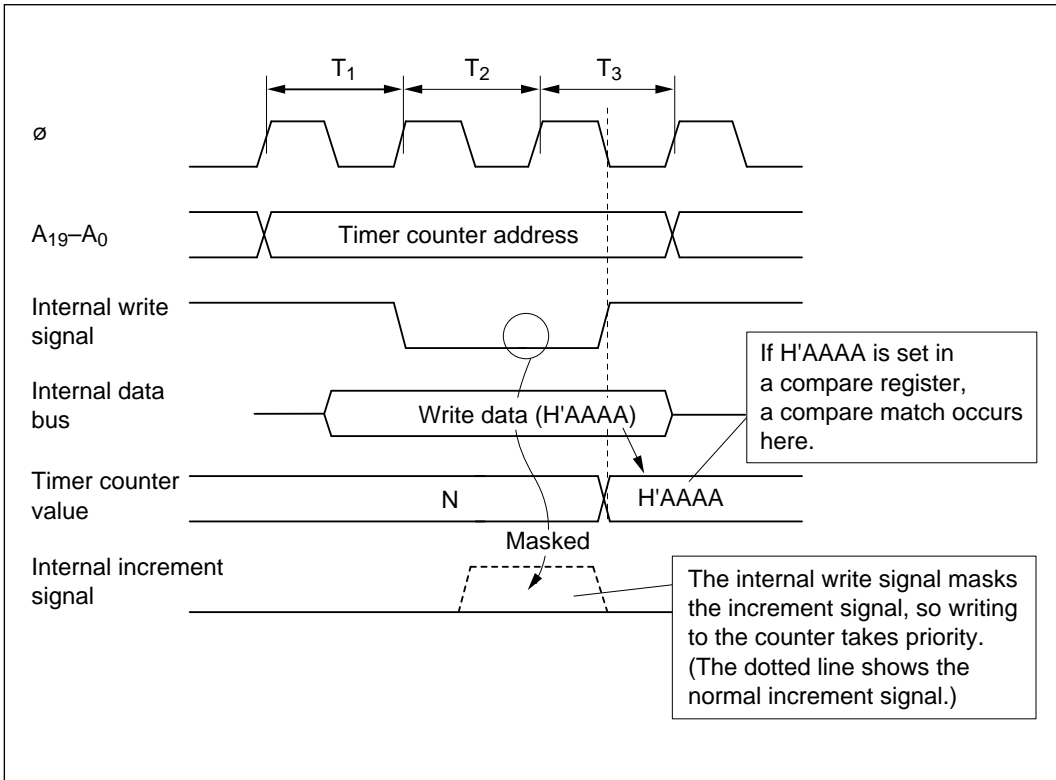 T1 T2 T3
ø
A19–A0
Timer counter address
Internal write
signal
If H'AAAA is set in
a compare register,
a compare match occurs
here.
Internal data
bus
Write data (H'AAAA)
Timer counter
value
N
H'AAAA
Masked
Internal increment
signal
The internal write signal masks
the increment signal, so writing
to the counter takes priority.
(The dotted line shows the
normal increment signal.)